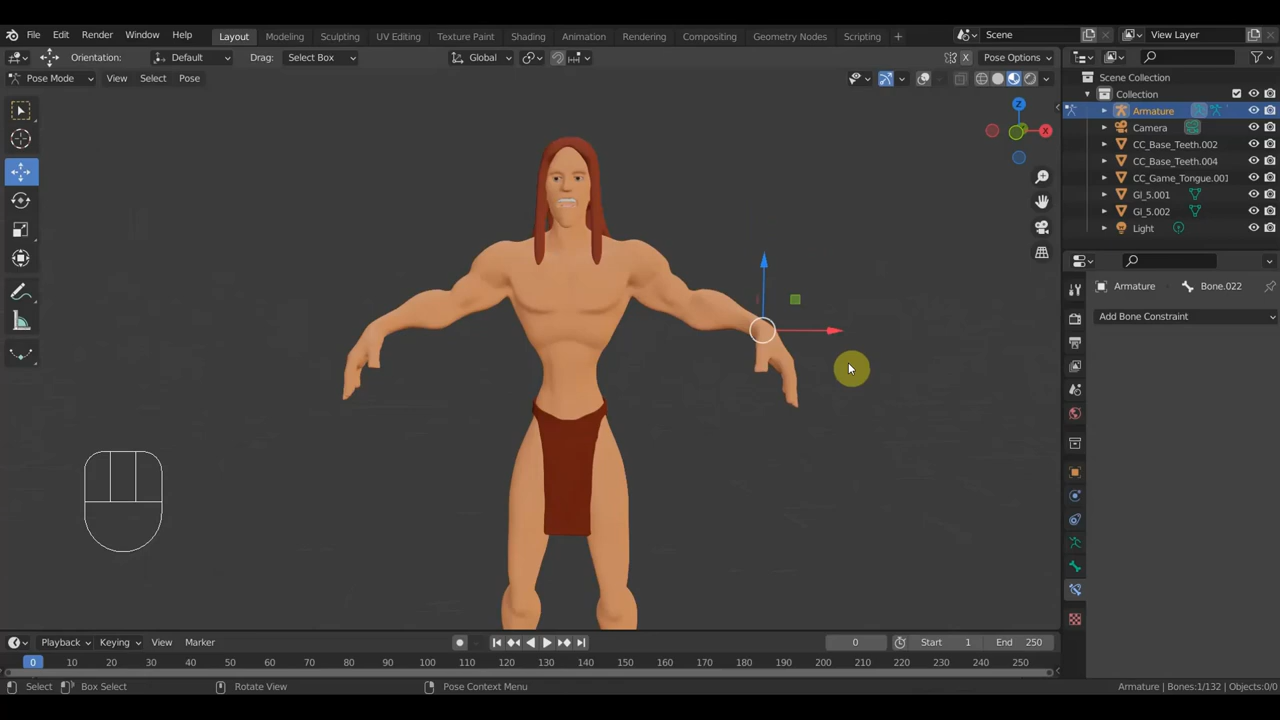 File Edit Render Window Help Layout Modeling Sculpting UV Editing Texture Paint Shading Animation Rendering Compositing Geometry Nodes Scripting + Scene View Layer
Orientation: Default Drag: Select Box Global X Pose Options
Pose Mode View Select Pose
Scene Collection
Collection
Armature
Camera
CC_Base_Teeth.002
CC_Base_Teeth.004
CC_Game_Tongue.001
GI_5.001
GI_5.002
Light
Z
X
Armature Bone.022
Add Bone Constraint
Playback Keying View Marker 0 Start 1 End 250
0 10 20 30 40 50 60 70 80 90 100 110 120 130 140 150 160 170 180 190 200 210 220 230 240 250
Select Box Select Rotate View Pose Context Menu Armature | Bones:1/132 | Objects:0/0